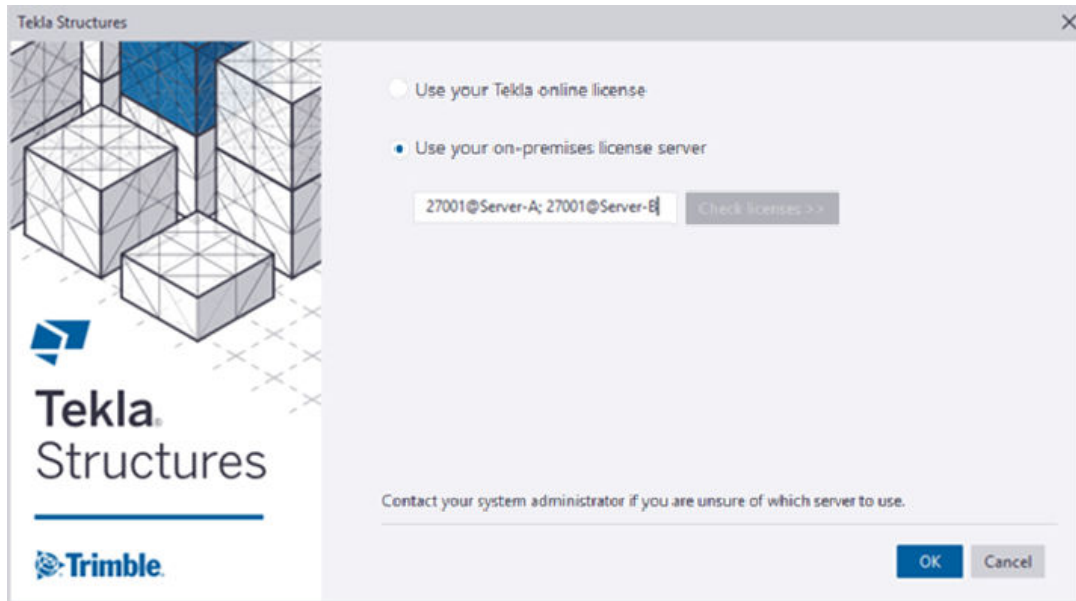 Tekla Structures
Use your Tekla online license
Use your on-premises license server
27001@Server-A; 27001@Server-B
Check licenses >>
Contact your system administrator if you are unsure of which server to use.
OK Cancel
Tekla®
Structures
Trimble.